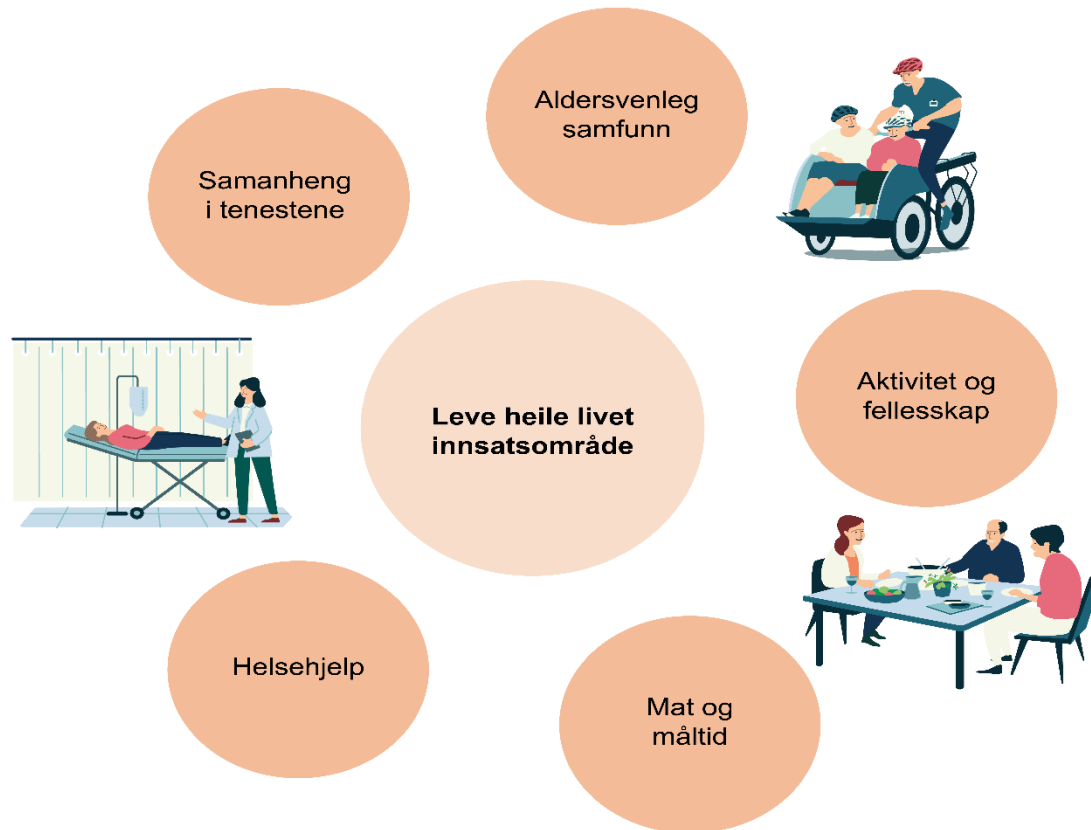 Aldersvenleg
samfunn
Samanheng
i tenestene
Aktivitet og
fellesskap
Leve heile livet
innsatsområde
Helsehjelp
Mat og
måltid